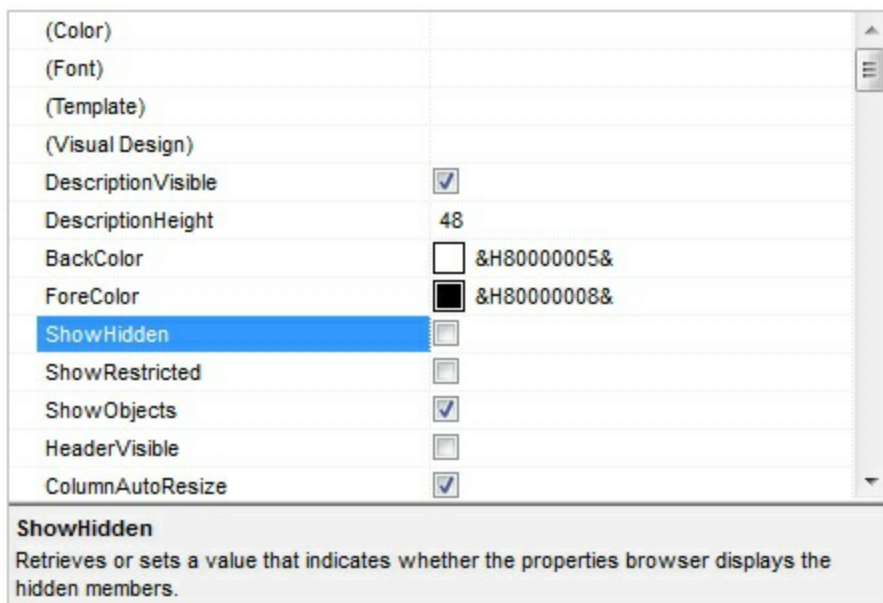 (Color)
(Font)
(Template)
(Visual Design)
DescriptionVisible
DescriptionHeight 48
BackColor &H80000005&
ForeColor &H80000008&
ShowHidden
ShowRestricted
ShowObjects
HeaderVisible
ColumnAutoResize
ShowHidden
Retrieves or sets a value that indicates whether the properties browser displays the
hidden members.